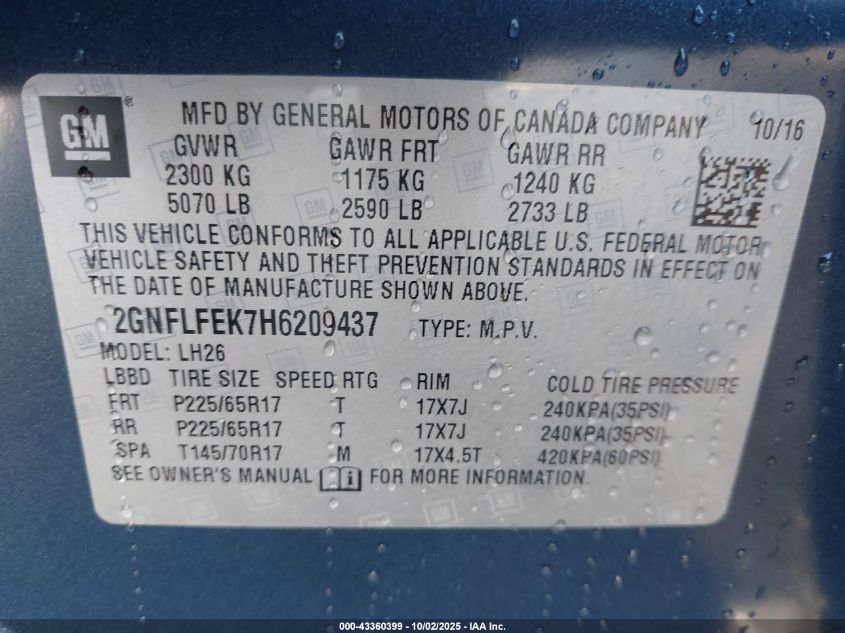 GM
MFD BY GENERAL MOTORS OF CANADA COMPANY 10/16
GVWR GAWR FRT GAWR RR
2300 KG 1175 KG 1240 KG
5070 LB 2590 LB 2733 LB
THIS VEHICLE CONFORMS TO ALL APPLICABLE U.S. FEDERAL MOTOR
VEHICLE SAFETY AND THEFT PREVENTION STANDARDS IN EFFECT ON
THE DATE OF MANUFACTURE SHOWN ABOVE.
2GNFLFEK7H6209437 TYPE: M.P.V.
MODEL: LH26
LBBD TIRE SIZE SPEED RTG RIM COLD TIRE PRESSURE
FRT P225/65R17 T 17X7J 240KPA(35PSI)
RR P225/65R17 T 17X7J 240KPA(35PSI)
SPA T145/70R17 M 17X4.5T 420KPA(60PSI)
SEE OWNER'S MANUAL FOR MORE INFORMATION.
000-43360399 - 10/02/2025 - IAA Inc.